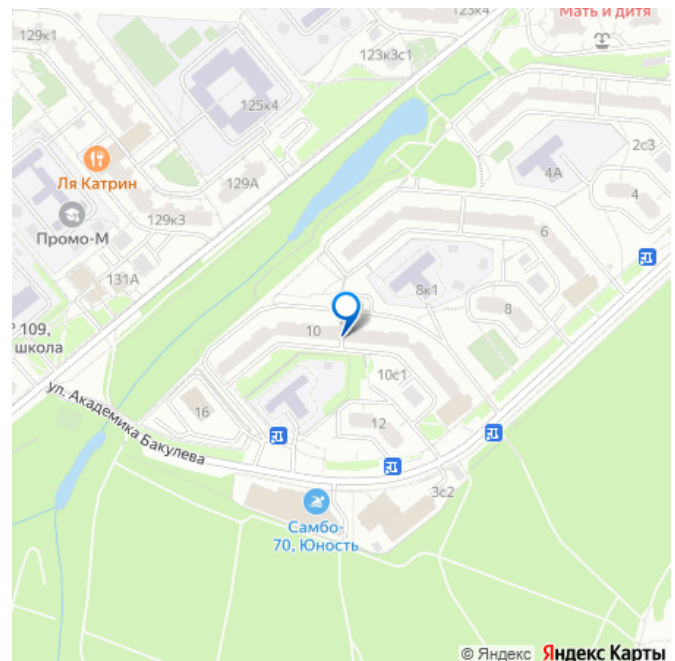 129к1
123к4
Мать и дитя
123к3с1
125к4
2с3
4А
Ля Катрин
129А
4
Промо-М
129к3
6
131А
8к1
8
109,
школа
10
10с1
ул. Академика Бакулева
16
12
3с2
Самбо-
70, Юность
© Яндекс Яндекс Карты